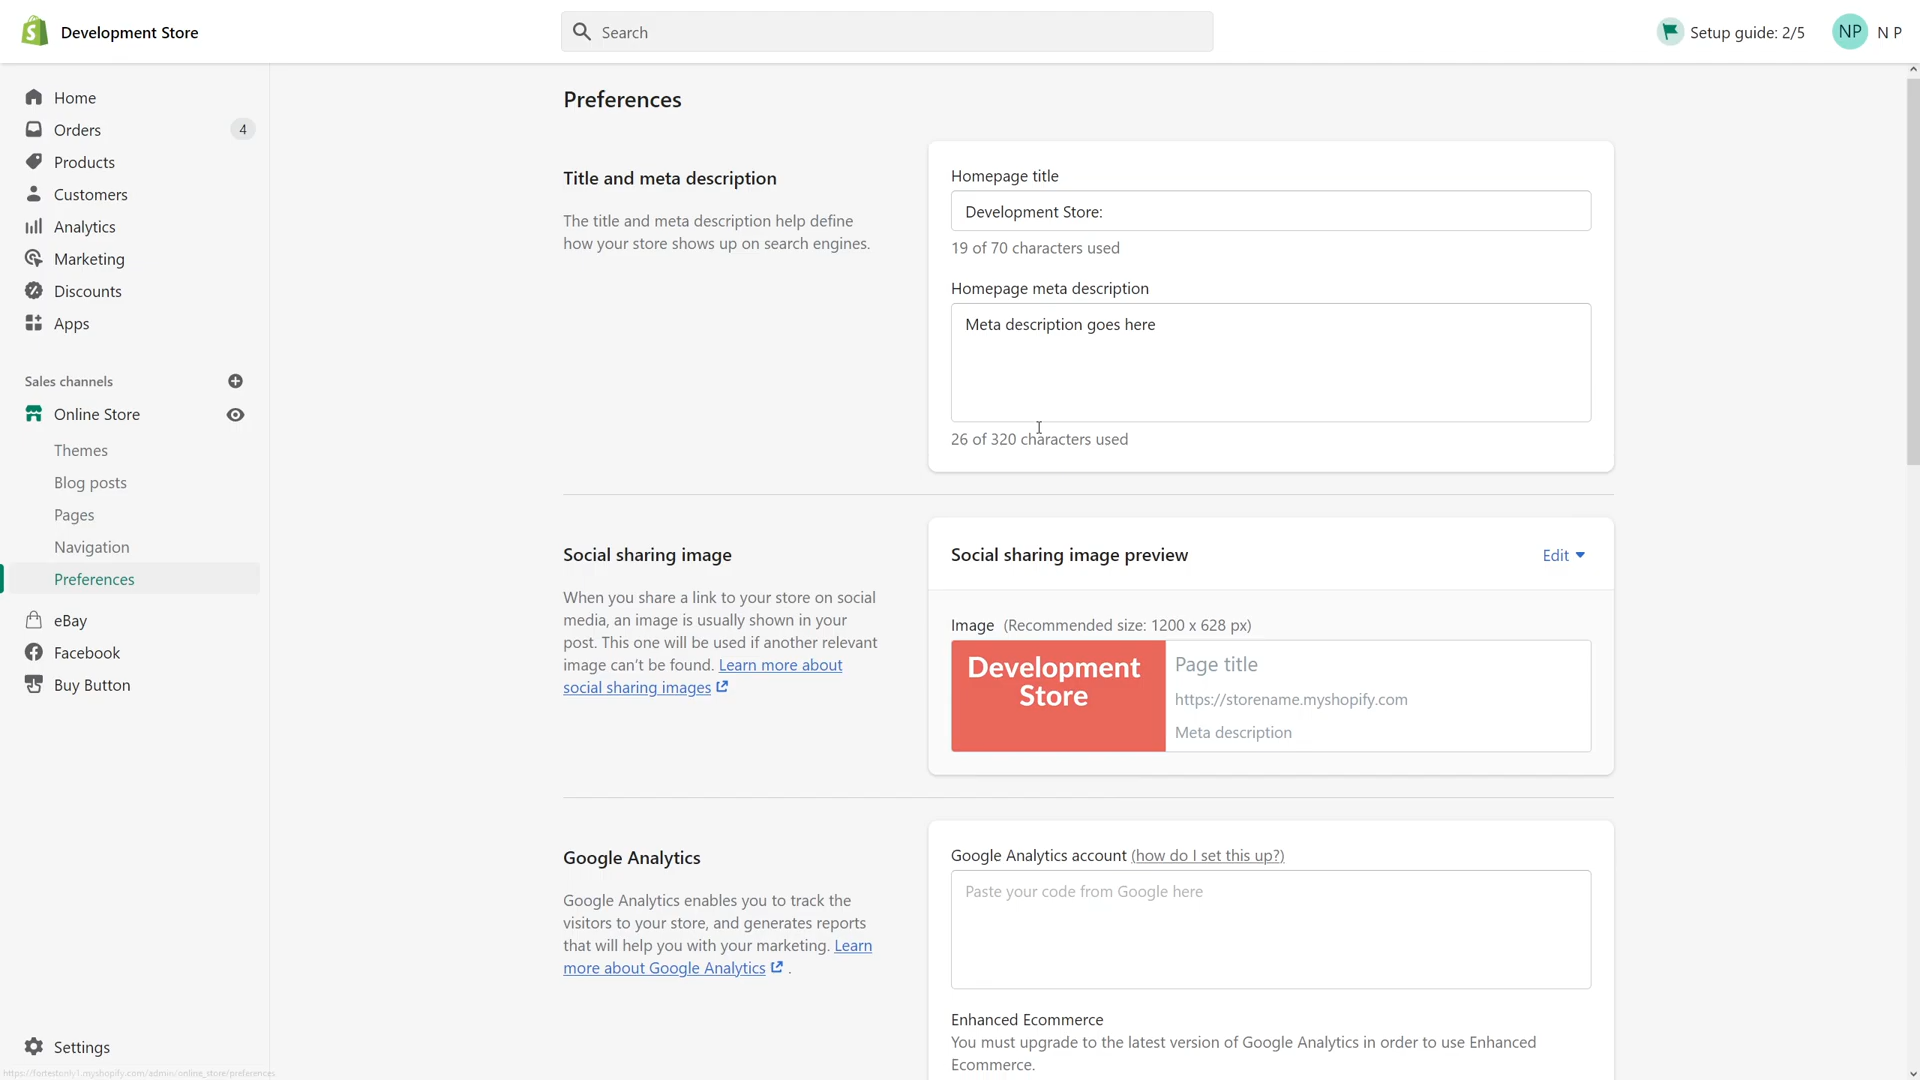 Development Store
Search
Setup guide: 2/5
NP
N P
Home
Orders
4
Products
Customers
Analytics
Marketing
Discounts
Apps
Sales channels
Online Store
Themes
Blog posts
Pages
Navigation
Preferences
eBay
Facebook
Buy Button
Settings
https://fortestonly1.myshopify.com/admin/online_store/preferences
Preferences
Title and meta description
The title and meta description help define
how your store shows up on search engines.
Homepage title
Development Store:
19 of 70 characters used
Homepage meta description
Meta description goes here
26 of 320 characters used
Social sharing image
When you share a link to your store on social
media, an image is usually shown in your
post. This one will be used if another relevant
image can't be found. Learn more about
social sharing images
Social sharing image preview
Edit
Image (Recommended size: 1200 x 628 px)
Development
Store
Page title
https://storename.myshopify.com
Meta description
Google Analytics
Google Analytics enables you to track the
visitors to your store, and generates reports
that will help you with your marketing. Learn
more about Google Analytics .
Google Analytics account (how do I set this up?)
Paste your code from Google here
Enhanced Ecommerce
You must upgrade to the latest version of Google Analytics in order to use Enhanced
Ecommerce.